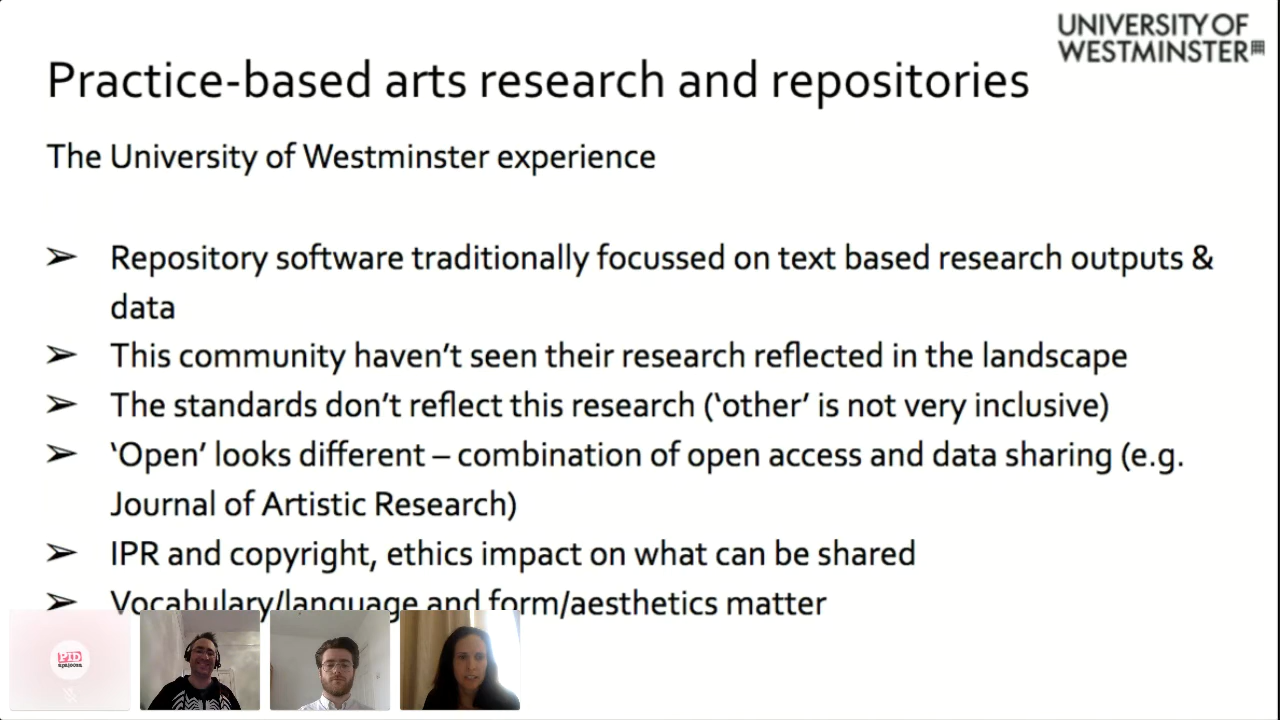 UNIVERSITY OF
WESTMINSTER
Practice-based arts research and repositories
The University of Westminster experience
➢ Repository software traditionally focussed on text based research outputs &
data
➢ This community haven’t seen their research reflected in the landscape
➢ The standards don’t reflect this research (‘other’ is not very inclusive)
➢ ‘Open’ looks different – combination of open access and data sharing (e.g.
Journal of Artistic Research)
➢ IPR and copyright, ethics impact on what can be shared
➢ Vocabulary/language and form/aesthetics matter
PID
apalooza